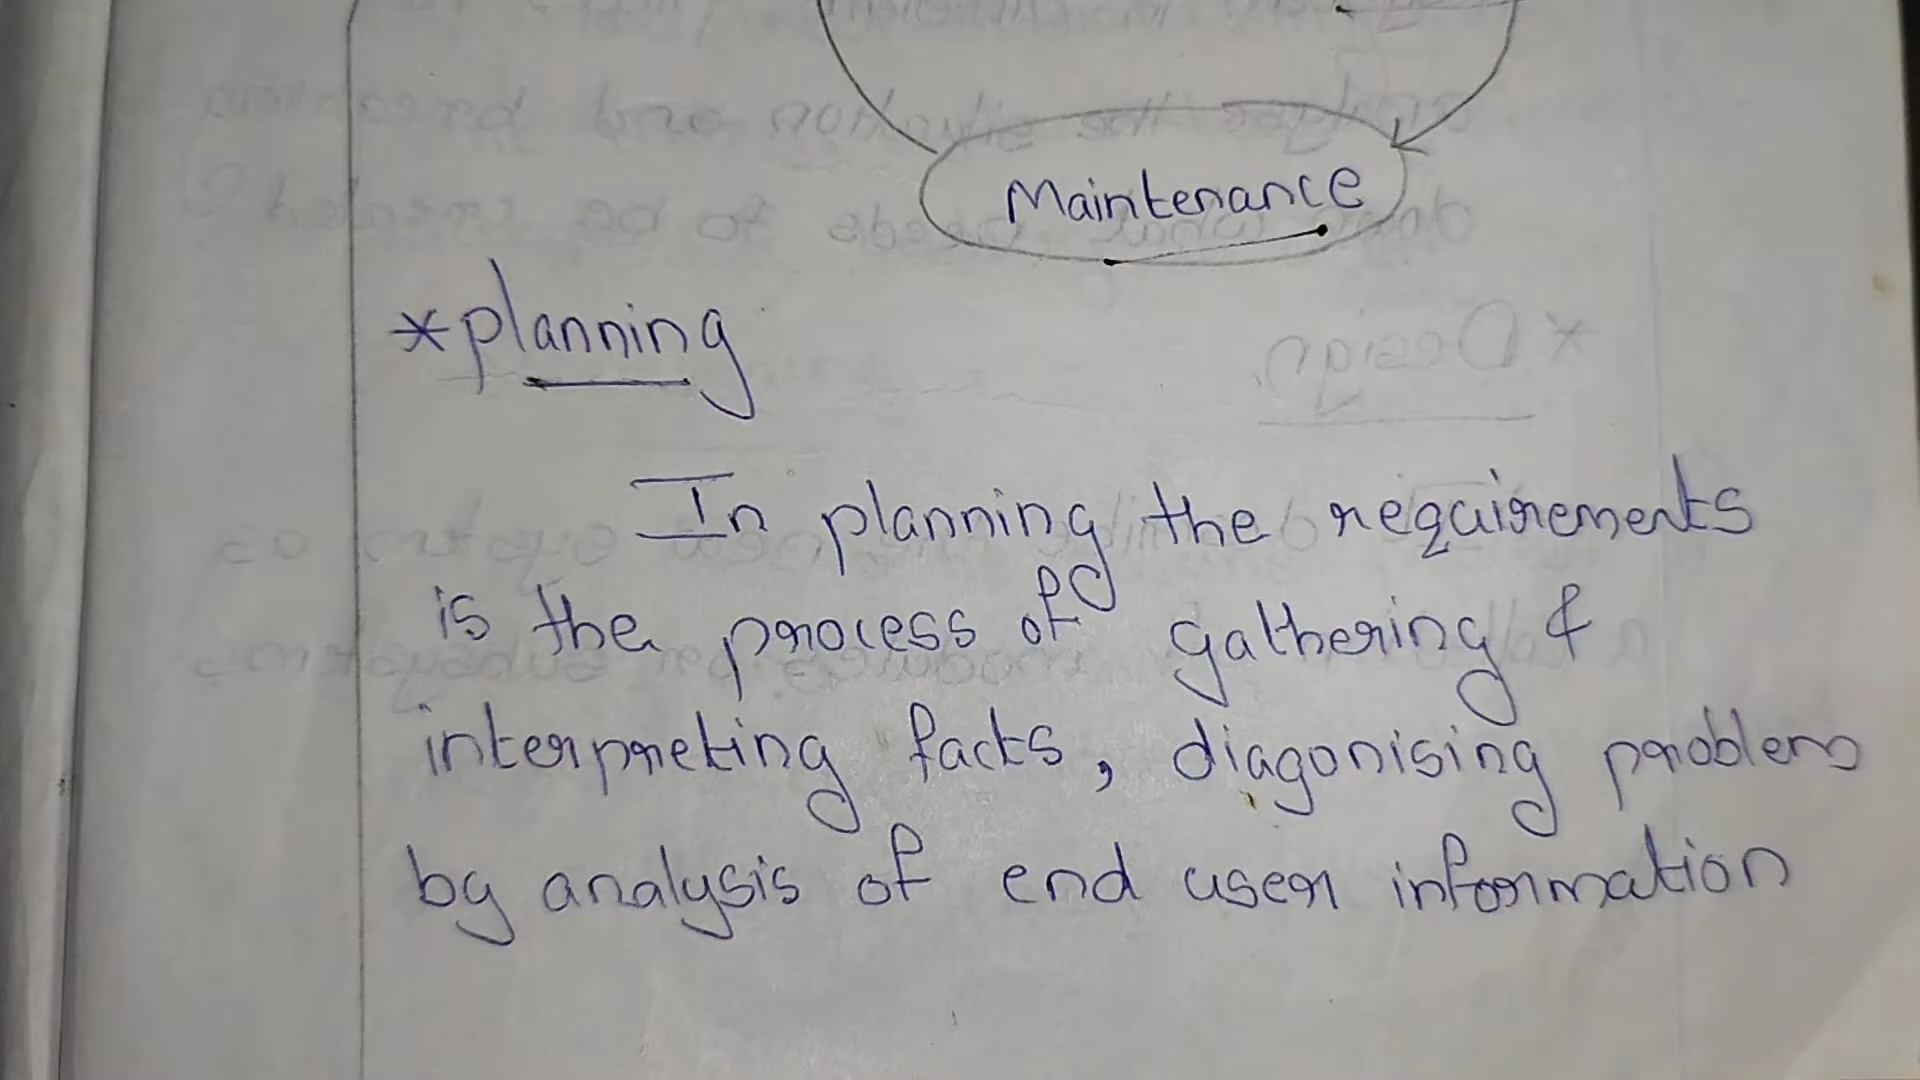 Maintenance
*planning
In planning the requirements
is the process of gathering &
interpreting facts, diagonising problem
by analysis of end user information